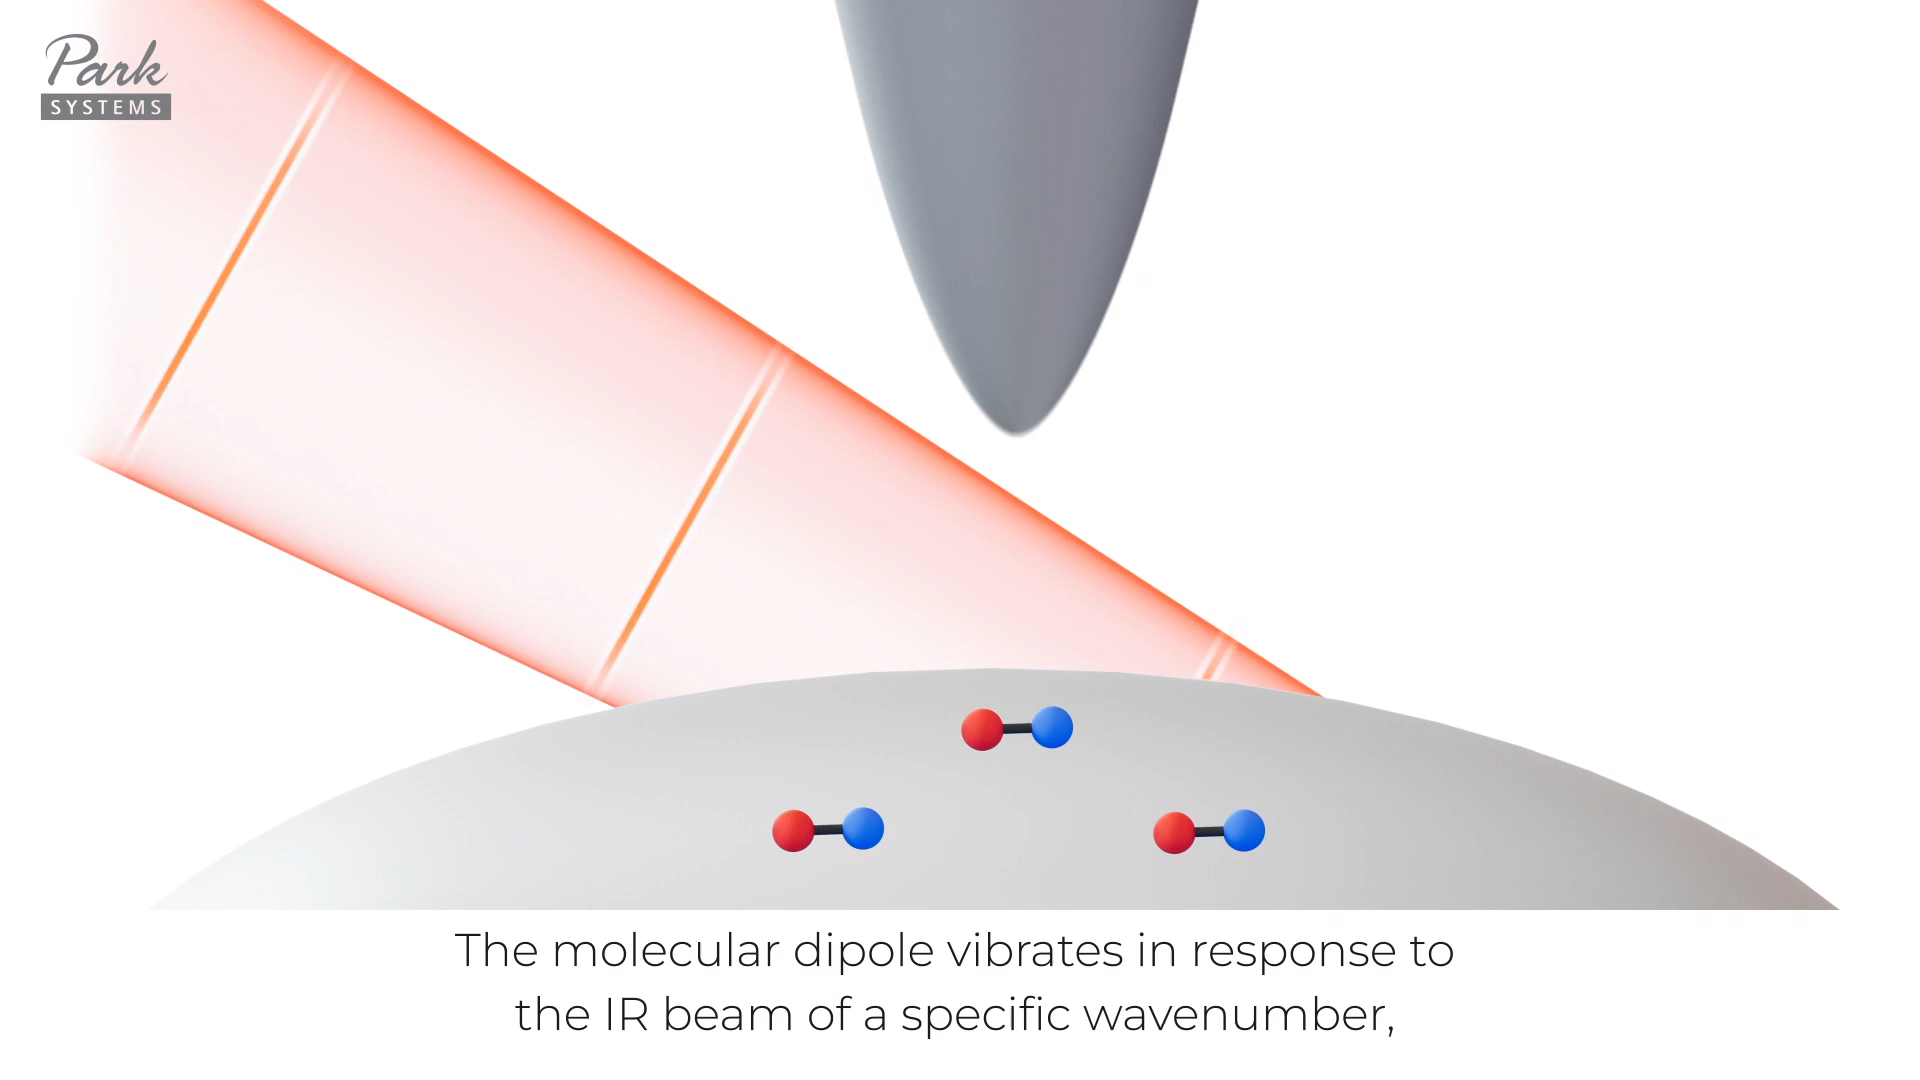 Park
SYSTEMS
The molecular dipole vibrates in response to
the IR beam of a specific wavenumber,